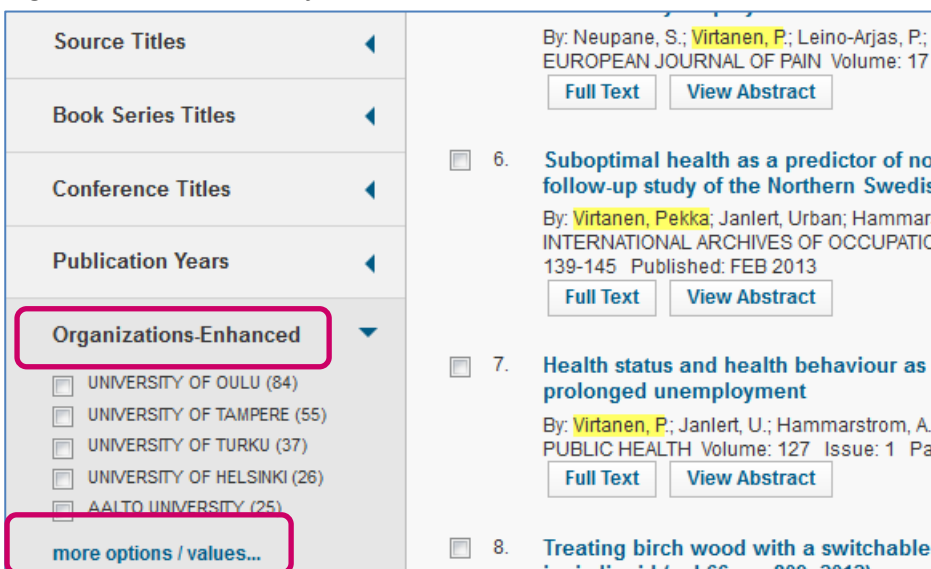 Source Titles
Book Series Titles
Conference Titles
Publication Years
Organizations-Enhanced
UNIVERSITY OF OULU (84)
UNIVERSITY OF TAMPERE (55)
UNIVERSITY OF TURKU (37)
UNIVERSITY OF HELSINKI (26)
AALTO UNIVERSITY (25)
more options / values...
By: Neupane, S.; Virtanen, P.; Leino-Arjas, P.;
EUROPEAN JOURNAL OF PAIN Volume: 17
Full Text View Abstract
6. Suboptimal health as a predictor of
follow-up study of the Northern
By: Virtanen, Pekka; Janlert, Urban;
INTERNATIONAL ARCHIVES OF
139-145 Published: FEB 2013
Full Text View Abstract
7. Health status and health behaviour as
prolonged unemployment
By: Virtanen, P.; Janlert, U.; Hammarstrom, A.
PUBLIC HEALTH Volume: 127 Issue: 1
Full Text View Abstract
8. Treating birch wood with a switchable